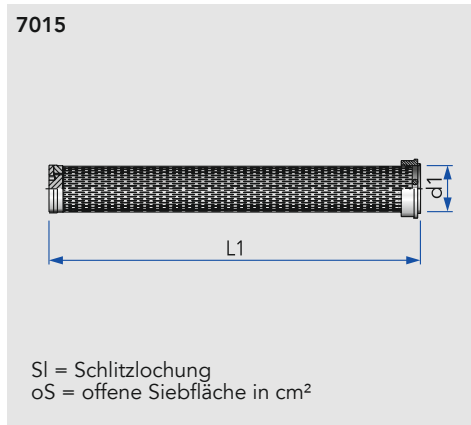 7015
d1
L1
Sl = Schlitzlochung
oS = offene Siebfläche in cm²